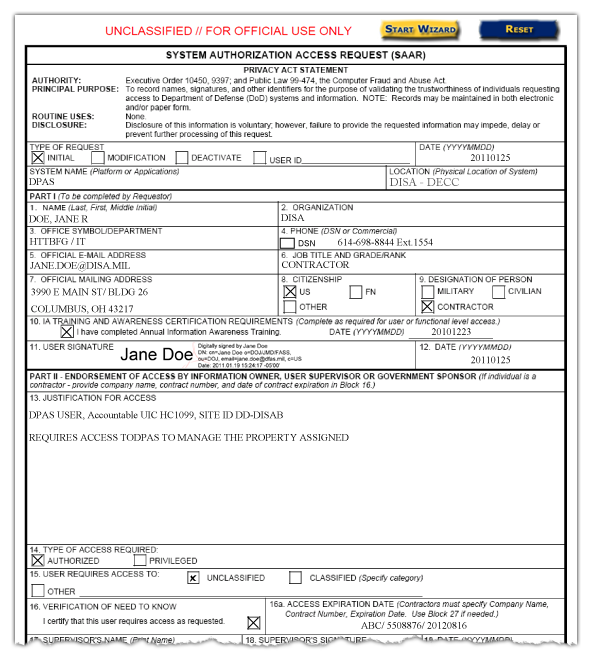 UNCLASSIFIED // FOR OFFICIAL USE ONLY
START WIZARD
RESET
SYSTEM AUTHORIZATION ACCESS REQUEST (SAAR)
PRIVACY ACT STATEMENT
AUTHORITY: Executive Order 10450, 9397; and Public Law 99-474, the Computer Fraud and Abuse Act.
PRINCIPAL PURPOSE: To record names, signatures, and other identifiers for the purpose of validating the trustworthiness of individuals requesting
access to Department of Defense (DoD) systems and information. NOTE: Records may be maintained in both electronic
and/or paper form.
ROUTINE USES: None.
DISCLOSURE: Disclosure of this information is voluntary; however, failure to provide the requested information may impede, delay or
prevent further processing of this request.
TYPE OF REQUEST
X INITIAL MODIFICATION DEACTIVATE USER ID
DATE (YYYYMMDD)
20110125
SYSTEM NAME (Platform or Applications)
DPAS
LOCATION (Physical Location of System)
DISA - DECC
PART I (To be completed by Requestor)
1. NAME (Last, First, Middle Initial)
DOE, JANE R
2. ORGANIZATION
DISA
3. OFFICE SYMBOL/DEPARTMENT
HTTBFG / IT
4. PHONE (DSN or Commercial)
DSN 614-698-8844 Ext.1554
5. OFFICIAL E-MAIL ADDRESS
JANE.DOE@DISA.MIL
6. JOB TITLE AND GRADE/RANK
CONTRACTOR
7. OFFICIAL MAILING ADDRESS
3990 E MAIN ST/ BLDG 26
COLUMBUS, OH 43217
8. CITIZENSHIP
X US FN
OTHER
9. DESIGNATION OF PERSON
MILITARY CIVILIAN
X CONTRACTOR
10. IA TRAINING AND AWARENESS CERTIFICATION REQUIREMENTS (Complete as required for user or functional level access.)
X I have completed Annual Information Awareness Training. DATE (YYYYMMDD) 20101223
11. USER SIGNATURE
Jane Doe
Digitally signed by Jane Doe
DN: cn=Jane Doe o=DOJ/JMD/FASS,
ou=DOJ, email=jane.doe@dfas.mil, c=US
Date: 2011.01.19 15:24:17 -05'00'
12. DATE (YYYYMMDD)
20110125
PART II - ENDORSEMENT OF ACCESS BY INFORMATION OWNER, USER SUPERVISOR OR GOVERNMENT SPONSOR (If individual is a
contractor - provide company name, contract number, and date of contract expiration in Block 16.)
13. JUSTIFICATION FOR ACCESS
DPAS USER, Accountable UIC HC1099, SITE ID DD-DISAB
REQUIRES ACCESS TODPAS TO MANAGE THE PROPERTY ASSIGNED
14. TYPE OF ACCESS REQUIRED:
X AUTHORIZED PRIVILEGED
15. USER REQUIRES ACCESS TO: X UNCLASSIFIED CLASSIFIED (Specify category)
OTHER
16. VERIFICATION OF NEED TO KNOW
I certify that this user requires access as requested. X
16a. ACCESS EXPIRATION DATE (Contractors must specify Company Name,
Contract Number, Expiration Date. Use Block 27 if needed.)
ABC/ 5508876/ 20120816
17. SUPERVISOR'S NAME (Print Name)
18. SUPERVISOR'S SIGNATURE
19. DATE (YYYYMMDD)